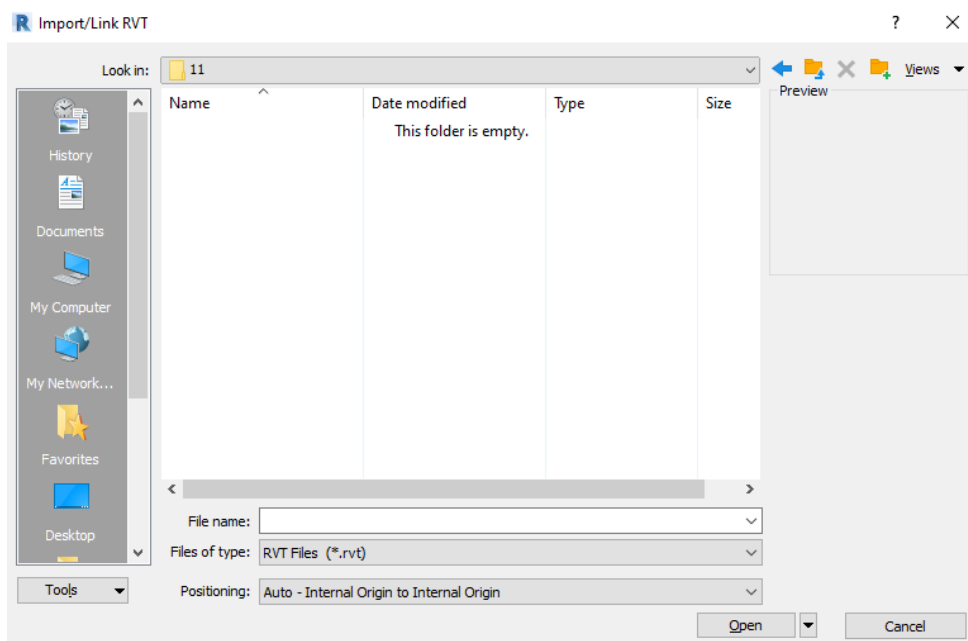 Import/Link RVT
?
Look in:
11
Views
Name
Date modified
Type
Size
Preview
This folder is empty.
History
Documents
My Computer
My Network...
Favorites
Desktop
File name:
Files of type:
RVT Files (*.rvt)
Tools
Positioning:
Auto - Internal Origin to Internal Origin
Open
Cancel